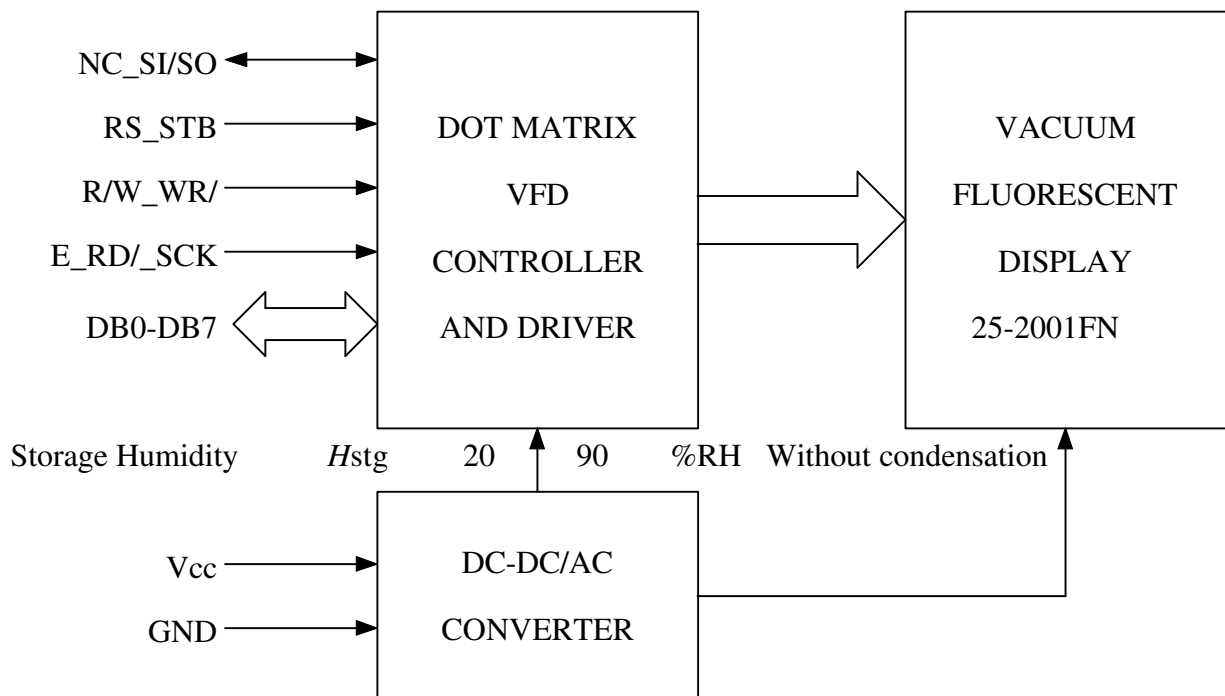 NC_SI/SO
RS_STB
R/W_WR/
E_RD/_SCK
DB0-DB7
DOT MATRIX
VFD
CONTROLLER
AND DRIVER
VACUUM
FLUORESCENT
DISPLAY
25-2001FN
Storage Humidity Hstg 20 90 %RH Without condensation
Vcc
GND
DC-DC/AC
CONVERTER